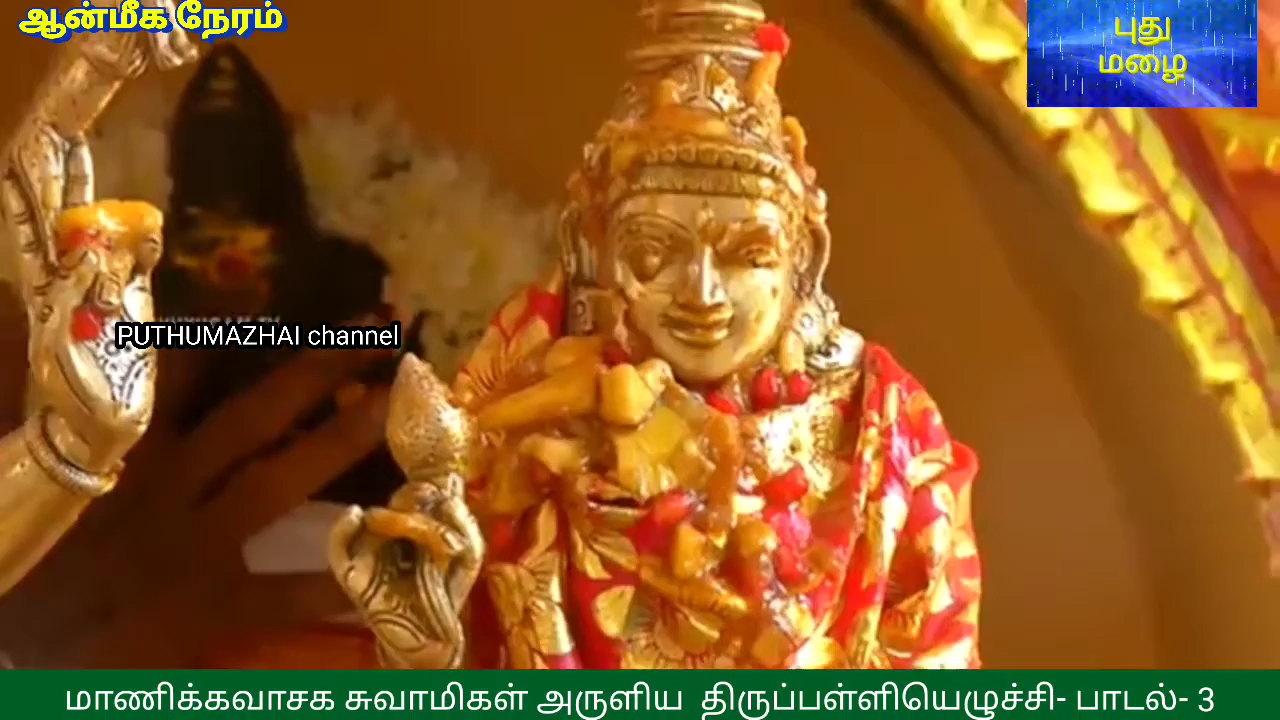 ஆன்மீக நேரம்
புது
மழை
PUTHUMAZHAI channel
மாணிக்கவாசக சுவாமிகள் அருளிய திருப்பள்ளியெழுச்சி- பாடல்- 3